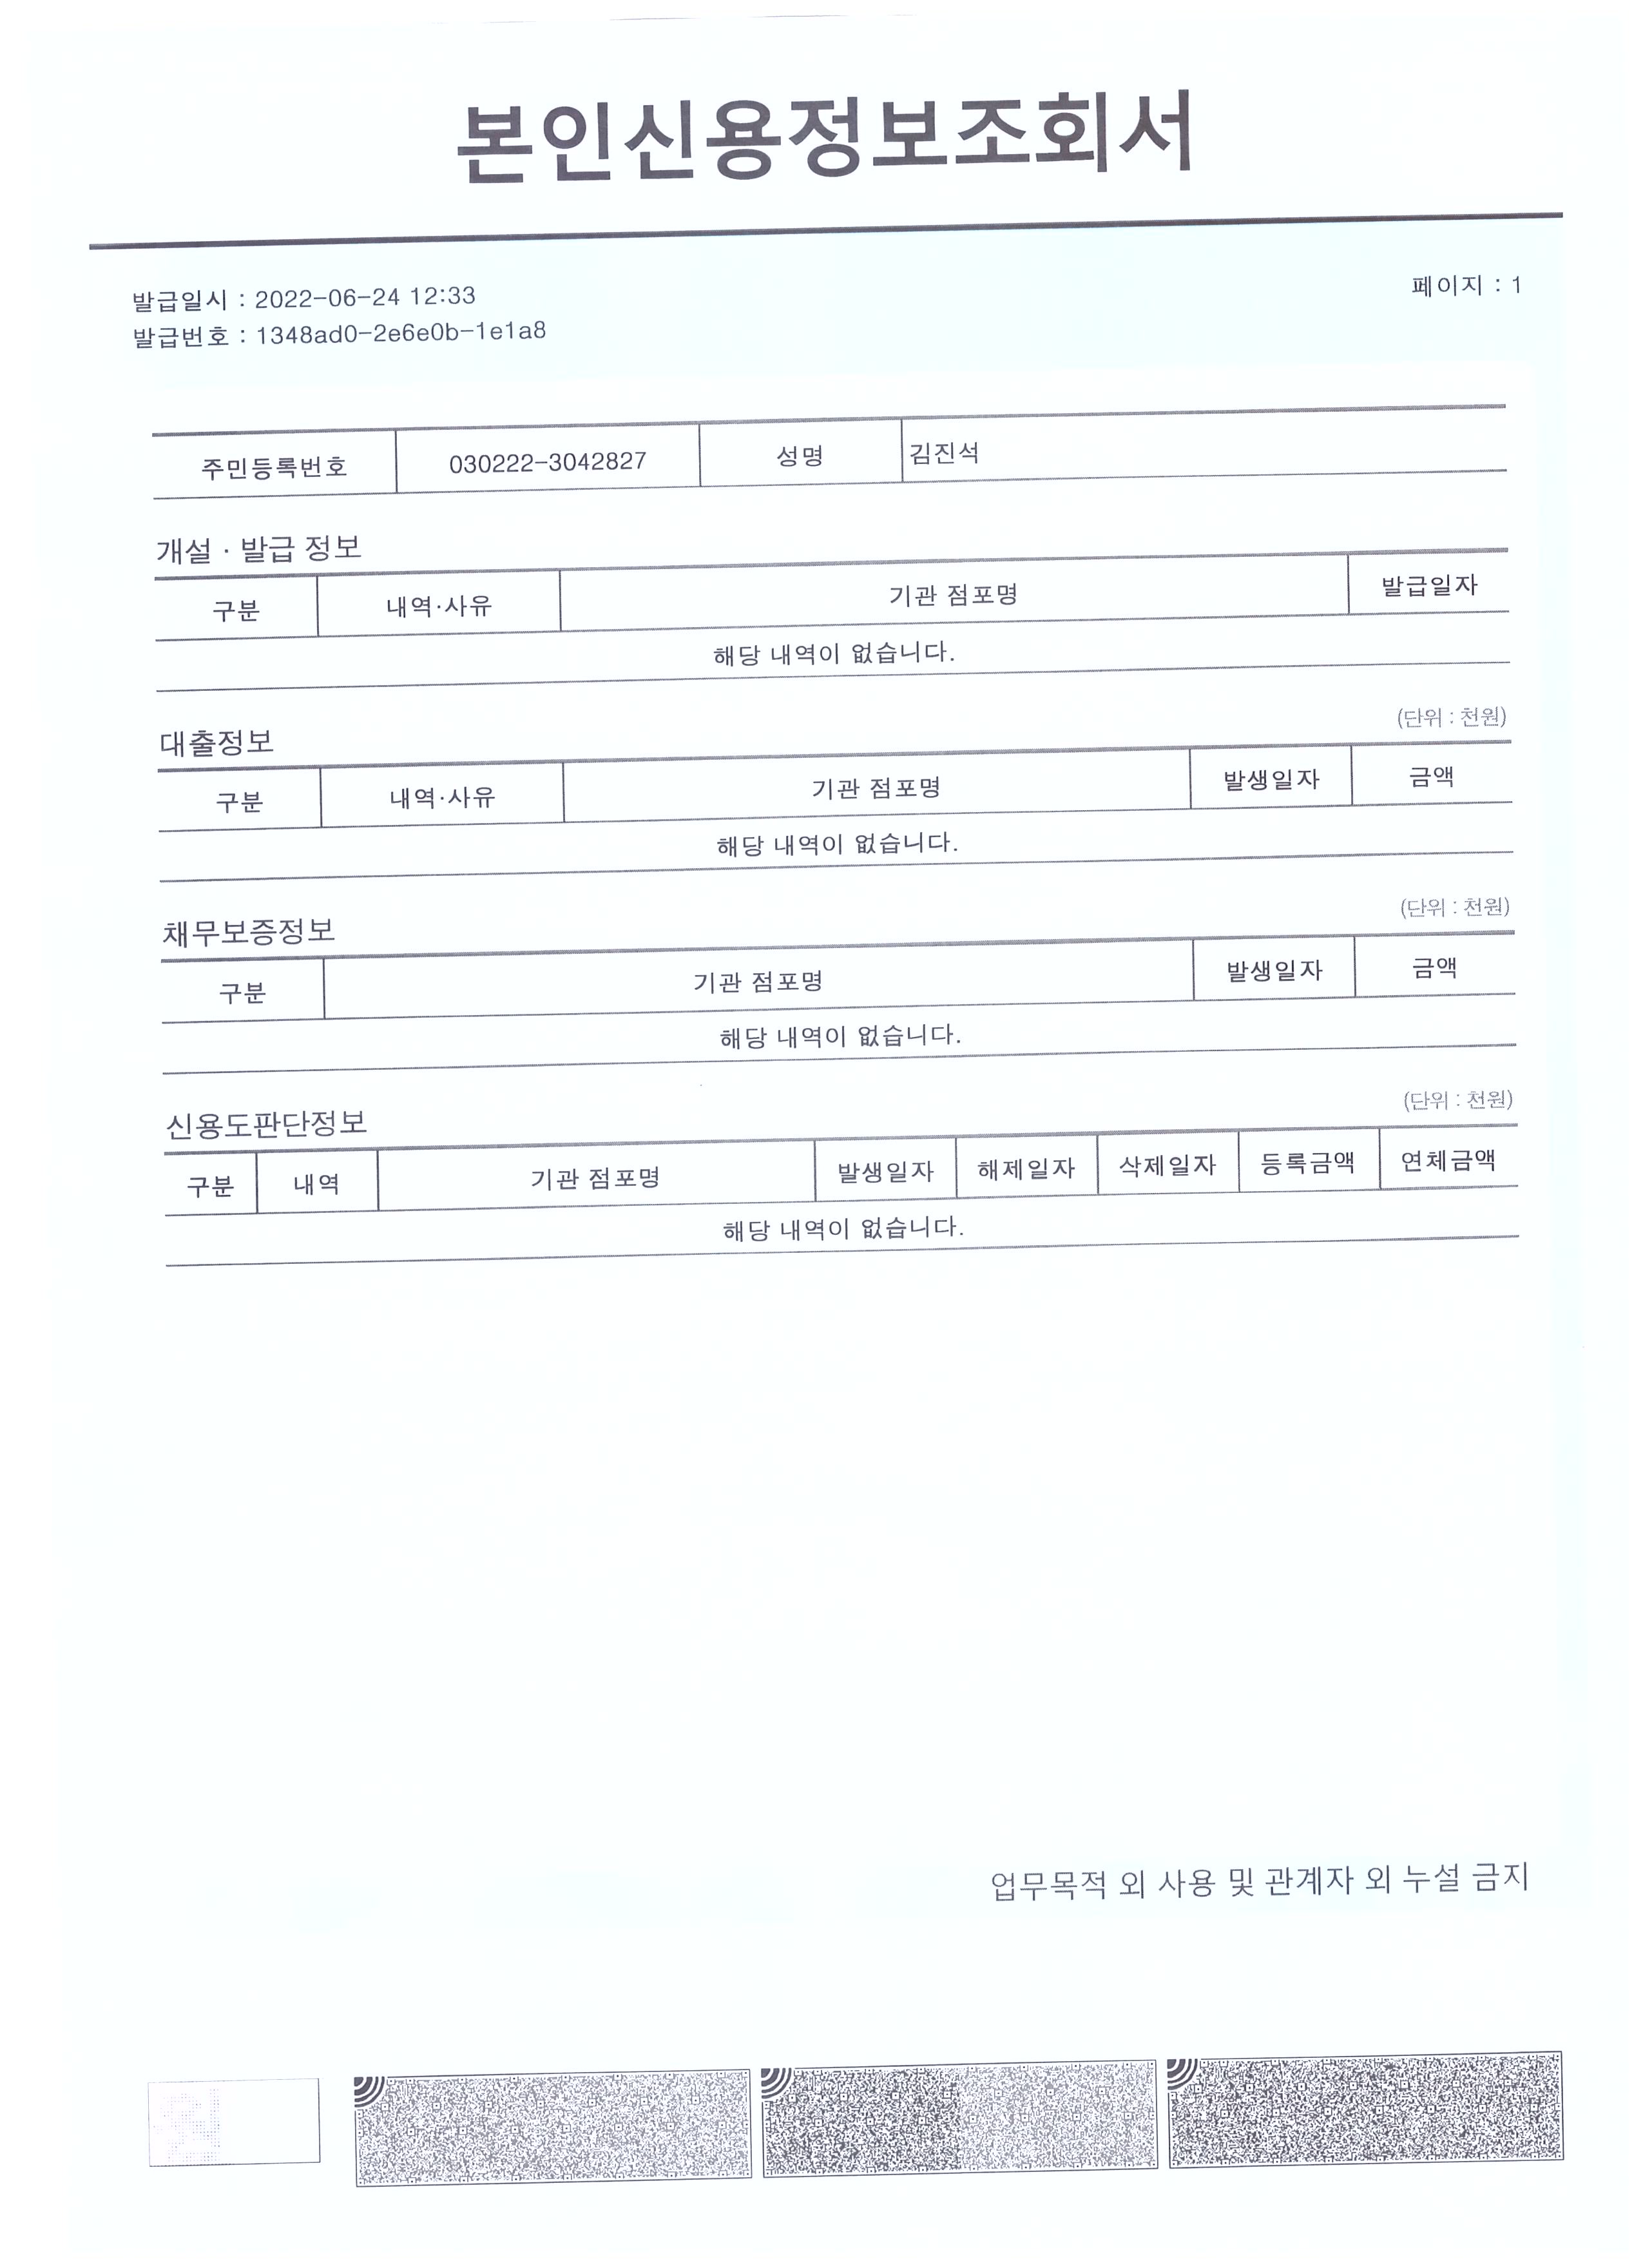 본인신용정보조회서
발급일시 : 2022-06-24 12:33
페이지 : 1
발급번호 : 1348ad0-2e6e0b-1e1a8
주민등록번호 030222-3042827 성명 김진석
개설 · 발급 정보
구분 내역·사유 기관 점포명 발급일자
해당 내역이 없습니다.
대출정보 (단위 : 천원)
구분 내역·사유 기관 점포명 발생일자 금액
해당 내역이 없습니다.
채무보증정보 (단위 : 천원)
구분 기관 점포명 발생일자 금액
해당 내역이 없습니다.
신용도판단정보 (단위 : 천원)
구분 내역 기관 점포명 발생일자 해제일자 삭제일자 등록금액 연체금액
해당 내역이 없습니다.
업무목적 외 사용 및 관계자 외 누설 금지